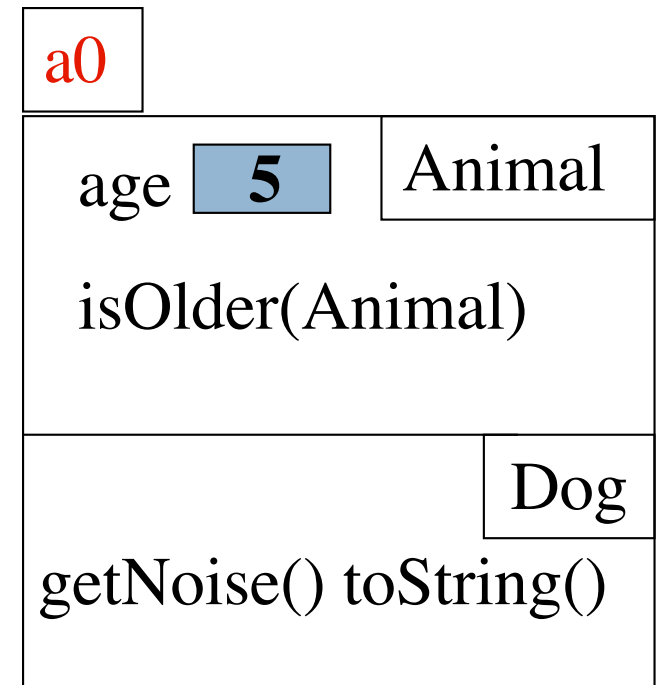 a0
age 5 Animal
isOlder(Animal)
Dog
getNoise() toString()